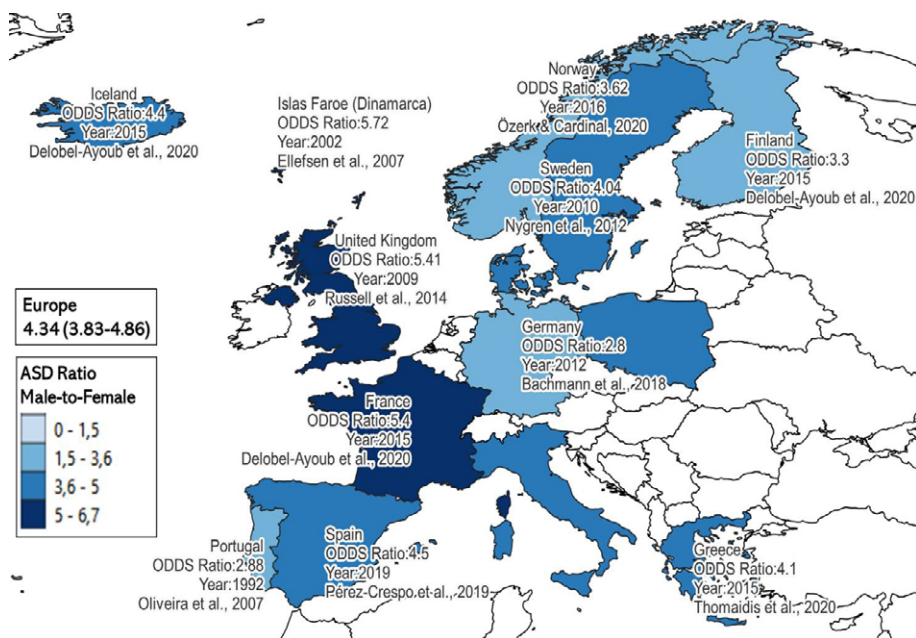 Iceland
ODDS Ratio:4.4
Year:2015
Delobel-Ayoub et al., 2020
Islas Faroe (Dinamarca)
ODDS Ratio:5.72
Year:2002
Ellefsen et al., 2007
Norway
ODDS Ratio:3.62
Year:2016
Özerk & Cardinal, 2020
Finland
ODDS Ratio:3.3
Year:2015
Delobel-Ayoub et al., 2020
Sweden
ODDS Ratio:4.04
Year:2010
Nygren et al., 2012
United Kingdom
ODDS Ratio:5.41
Year:2009
Russell et al., 2014
Europe
4.34 (3.83-4.86)
ASD Ratio
Male-to-Female
0 - 1,5
1,5 - 3,6
3,6 - 5
5 - 6,7
Germany
ODDS Ratio:2.8
Year:2012
Bachmann et al., 2018
France
ODDS Ratio:5.4
Year:2015
Delobel-Ayoub et al., 2020
Portugal
ODDS Ratio:2.88
Year:1992
Oliveira et al., 2007
Spain
ODDS Ratio:4.5
Year:2019
Pérez-Crespo et al., 2019
Greece
ODDS Ratio:4.1
Year:2015
Thomaidis et al., 2020